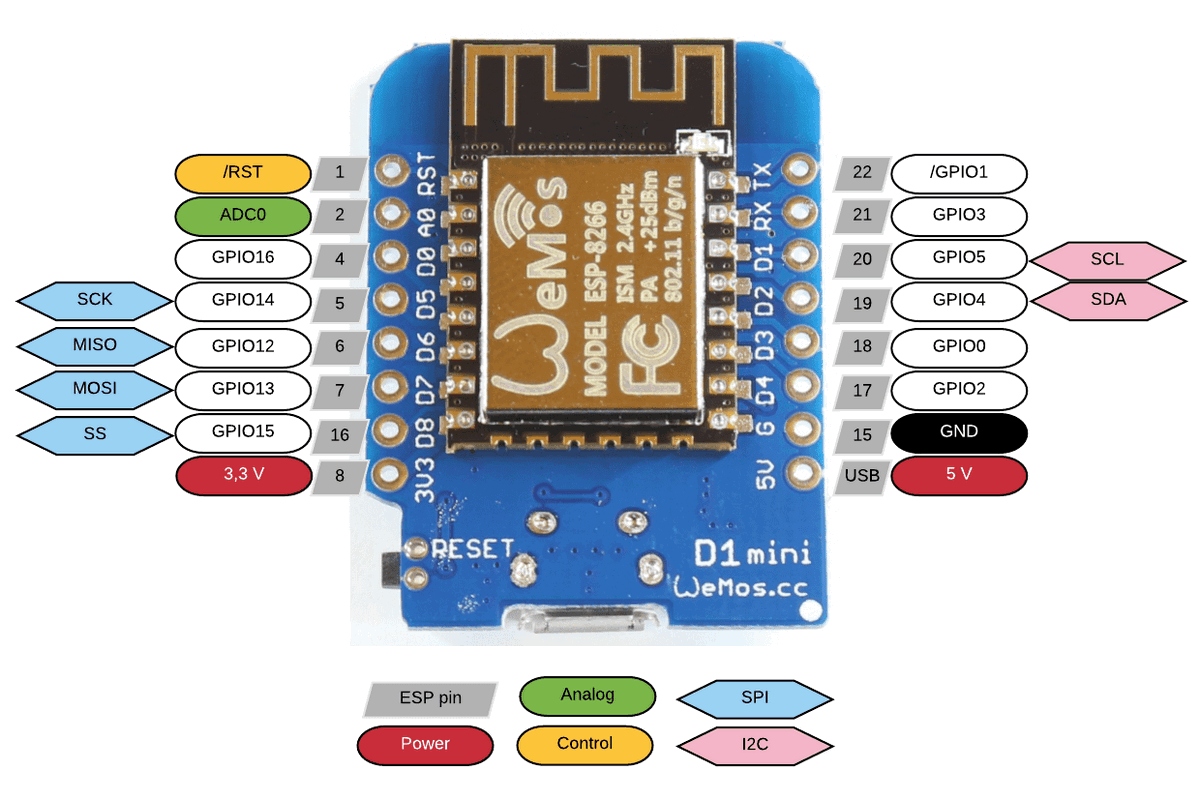 /RST 1 RST TX 22 /GPIO1
ADC0 2 A0 RX 21 GPIO3
GPIO16 4 D0 D1 20 GPIO5 SCL
SCK GPIO14 5 D5 D2 19 GPIO4 SDA
MISO GPIO12 6 D6 D3 18 GPIO0
MOSI GPIO13 7 D7 D4 17 GPIO2
SS GPIO15 16 D8 G 15 GND
3,3 V 8 3V3 5V USB 5 V
WeMos
MODEL ESP-8266
ISM 2.4GHz
PA +25dBm
802.11 b/g/n
FC
RESET
D1 mini
WeMos.cc
ESP pin Analog SPI
Power Control I2C